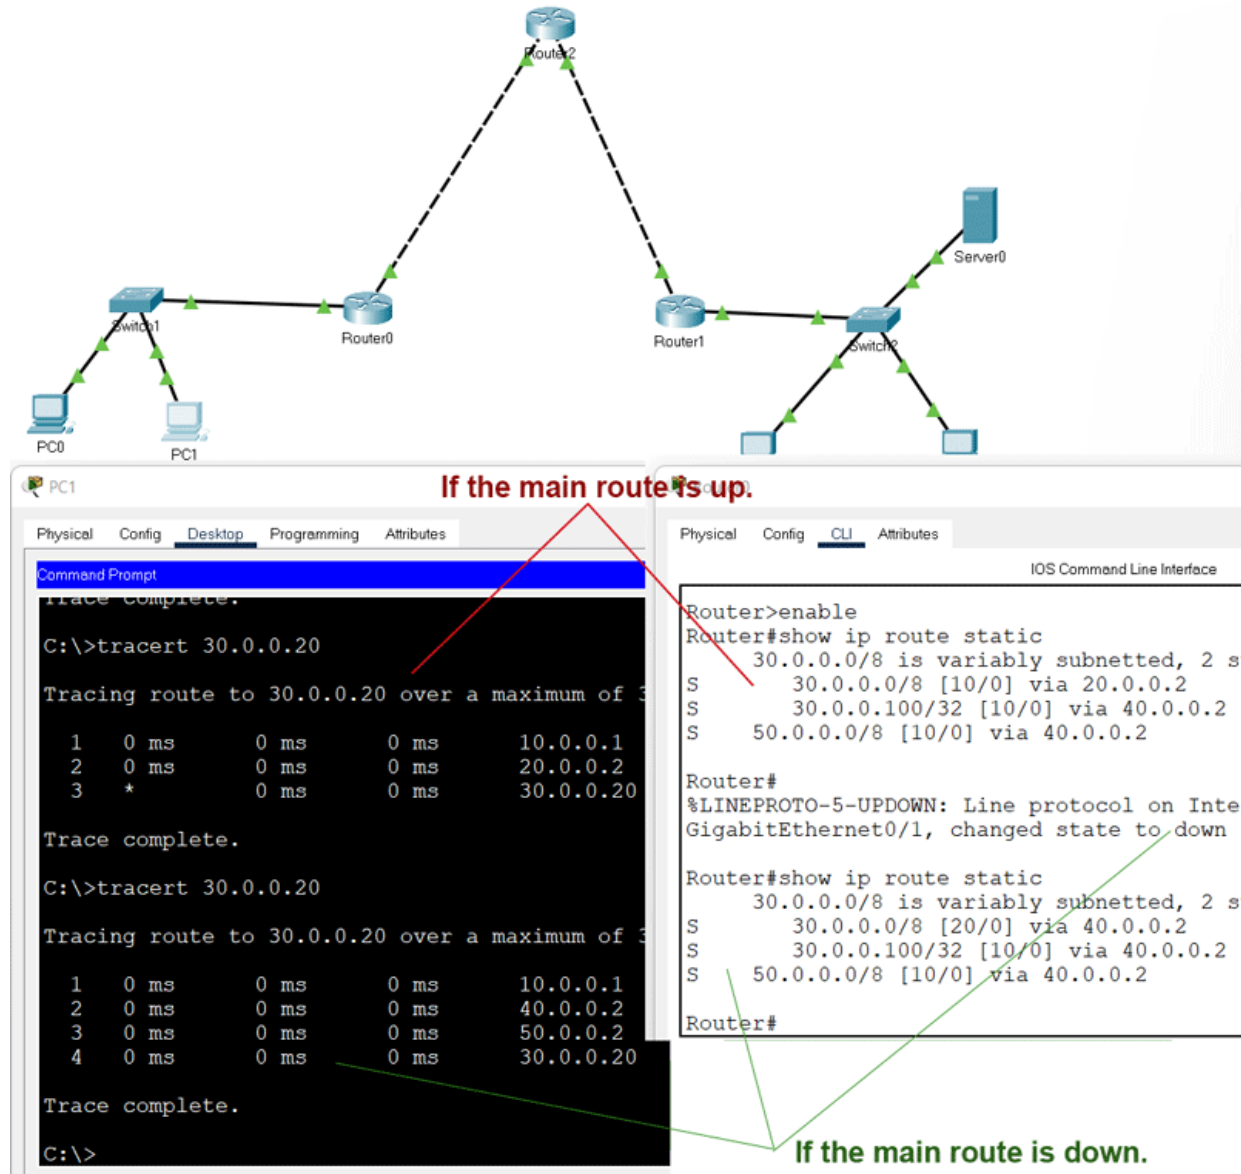 Router2
Server0
Switch1
Router0
Router1
Switch2
PC0
PC1
If the main route is up.
PC1
Physical Config Desktop Programming Attributes
Command Prompt
Trace complete.
C:\>tracert 30.0.0.20
Tracing route to 30.0.0.20 over a maximum of 3
1 0 ms 0 ms 0 ms 10.0.0.1
2 0 ms 0 ms 0 ms 20.0.0.2
3 * 0 ms 0 ms 30.0.0.20
Trace complete.
C:\>tracert 30.0.0.20
Tracing route to 30.0.0.20 over a maximum of 3
1 0 ms 0 ms 0 ms 10.0.0.1
2 0 ms 0 ms 0 ms 40.0.0.2
3 0 ms 0 ms 0 ms 50.0.0.2
4 0 ms 0 ms 0 ms 30.0.0.20
Trace complete.
C:\>
Physical Config CLI Attributes
IOS Command Line Interface
Router>enable
Router#show ip route static
30.0.0.0/8 is variably subnetted, 2 s
S 30.0.0.0/8 [10/0] via 20.0.0.2
S 30.0.0.100/32 [10/0] via 40.0.0.2
S 50.0.0.0/8 [10/0] via 40.0.0.2
Router#
%LINEPROTO-5-UPDOWN: Line protocol on Inte
GigabitEthernet0/1, changed state to down
Router#show ip route static
30.0.0.0/8 is variably subnetted, 2 s
S 30.0.0.0/8 [20/0] via 40.0.0.2
S 30.0.0.100/32 [10/0] via 40.0.0.2
S 50.0.0.0/8 [10/0] via 40.0.0.2
Router#
If the main route is down.